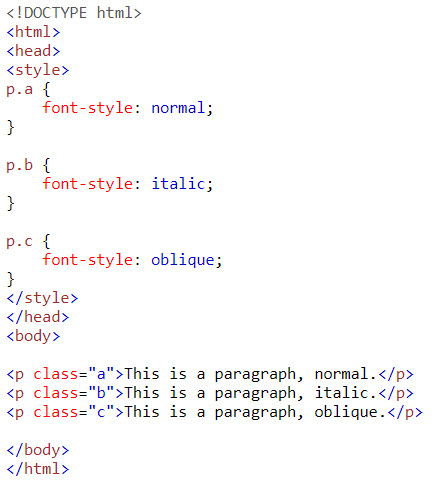 <!DOCTYPE html>
<html>
<head>
<style>
p.a {
    font-style: normal;
}

p.b {
    font-style: italic;
}

p.c {
    font-style: oblique;
}
</style>
</head>
<body>

<p class="a">This is a paragraph, normal.</p>
<p class="b">This is a paragraph, italic.</p>
<p class="c">This is a paragraph, oblique.</p>

</body>
</html>